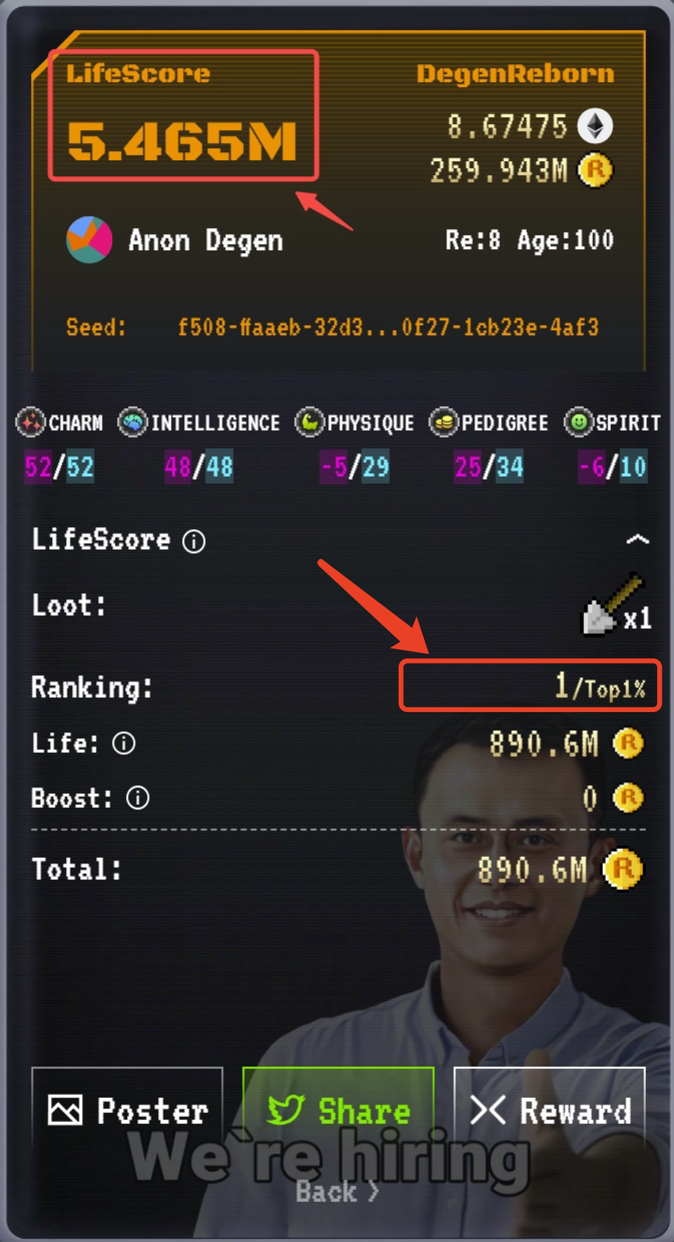 LifeScore DegenReborn
5.465M 8.67475
259.943M R
Anon Degen Re:8 Age:100
Seed: f508-ffaaeb-32d3...0f27-1cb23e-4af3
CHARM INTELLIGENCE PHYSIQUE PEDIGREE SPIRIT
52/52 48/48 -5/29 25/34 -6/10
LifeScore i
Loot: x1
Ranking: 1/Top1%
Life: i 890.6M R
Boost: i 0 R
Total: 890.6M R
Poster Share Reward
We`re hiring
Back >